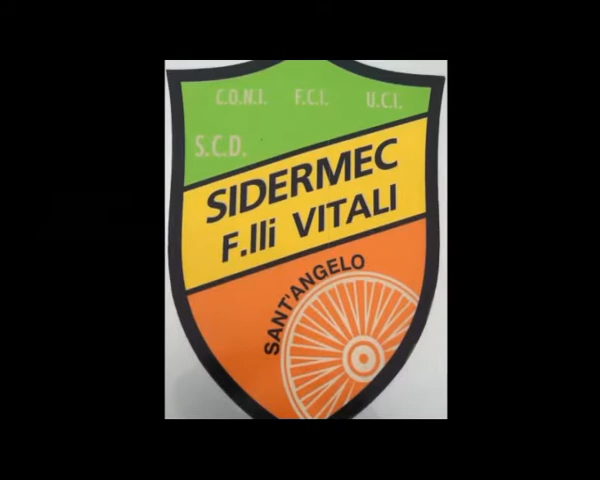 C.O.N.I. F.C.I. U.C.I.
S.C.D.
SIDERMEC
F.lli VITALI
SANT'ANGELO